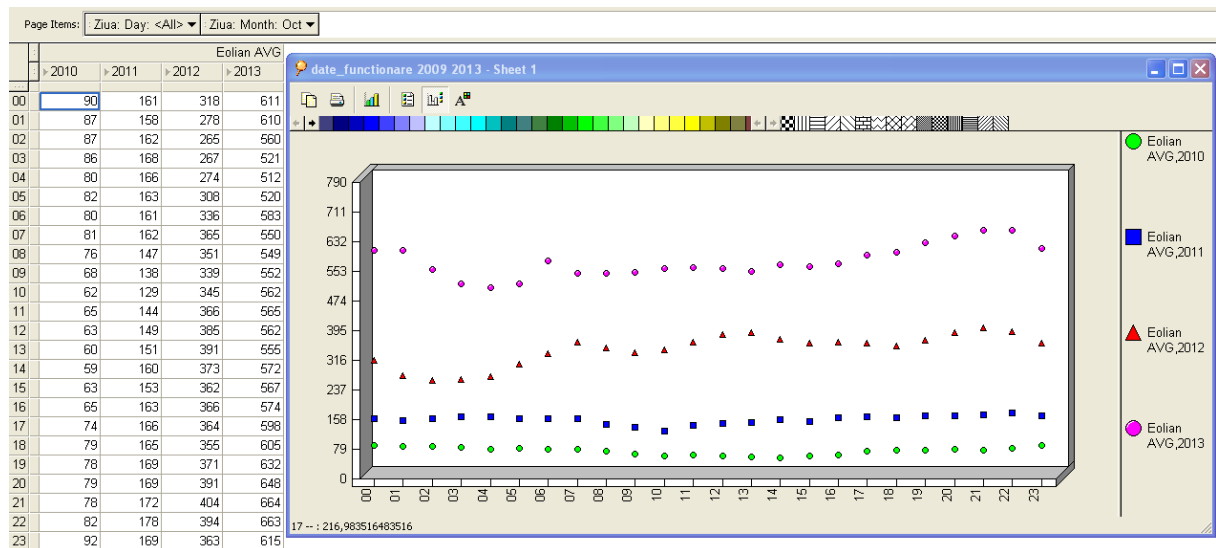 Page Items: Ziua: Day: <All> Ziua: Month: Oct
Eolian AVG
2010 2011 2012 2013
00 90 161 318 611
01 87 158 278 610
02 87 162 265 560
03 86 168 267 521
04 80 166 274 512
05 82 163 308 520
06 80 161 336 583
07 81 162 365 550
08 76 147 351 549
09 68 138 339 552
10 62 129 345 562
11 65 144 366 565
12 63 149 385 562
13 60 151 391 555
14 59 160 373 572
15 63 153 362 567
16 65 163 366 574
17 74 166 364 598
18 79 165 355 605
19 78 169 371 632
20 79 169 391 648
21 78 172 404 664
22 82 178 394 663
23 92 169 363 615
date_functionare 2009 2013 - Sheet 1
A
790
711
632
553
474
395
316
237
158
79
0
00 01 02 03 04 05 06 07 08 09 10 11 12 13 14 15 16 17 18 19 20 21 22 23
Eolian
AVG,2010
Eolian
AVG,2011
Eolian
AVG,2012
Eolian
AVG,2013
17 -- : 216,983516483516